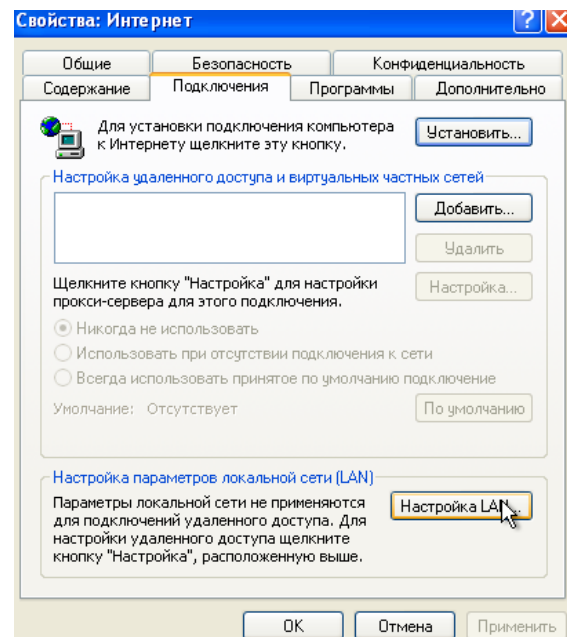 Свойства: Интернет
Общие
Безопасность
Конфиденциальность
Содержание
Подключения
Программы
Дополнительно
Для установки подключения компьютера
к Интернету щелкните эту кнопку.
Установить...
Настройка удаленного доступа и виртуальных частных сетей
Добавить...
Удалить
Щелкните кнопку "Настройка" для настройки
прокси-сервера для этого подключения.
Настройка...
Никогда не использовать
Использовать при отсутствии подключения к сети
Всегда использовать принятое по умолчанию подключение
Умолчание: Отсутствует
По умолчанию
Настройка параметров локальной сети (LAN)
Параметры локальной сети не применяются
для подключений удаленного доступа. Для
настройки удаленного доступа щелкните
кнопку "Настройка", расположенную выше.
Настройка LAN...
OK
Отмена
Применить